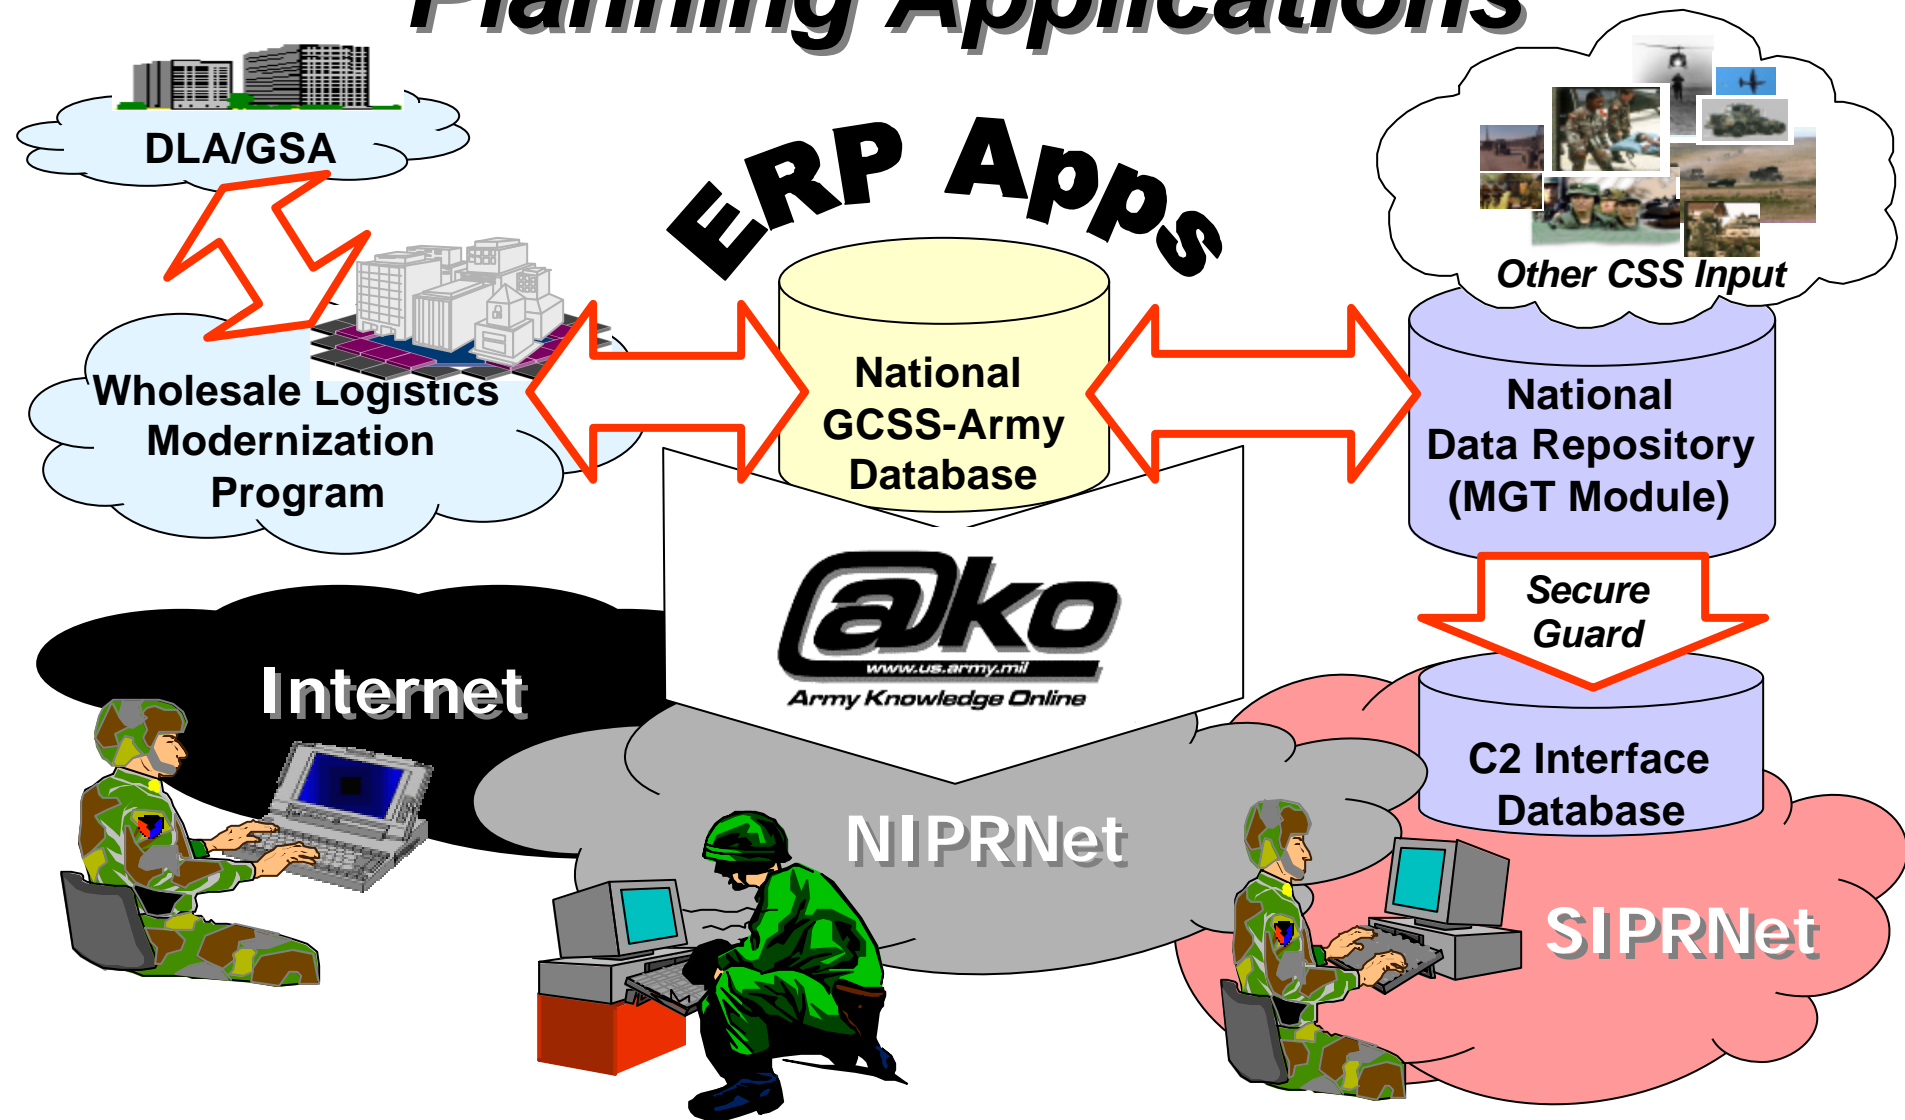 Planning Applications
DLA/GSA
ERP Apps
Other CSS Input
Wholesale Logistics
Modernization
Program
National
GCSS-Army
Database
National
Data Repository
(MGT Module)
Secure
Guard
@ko
www.us.army.mil
Army Knowledge Online
Internet
C2 Interface
Database
NIPRNet
SIPRNet